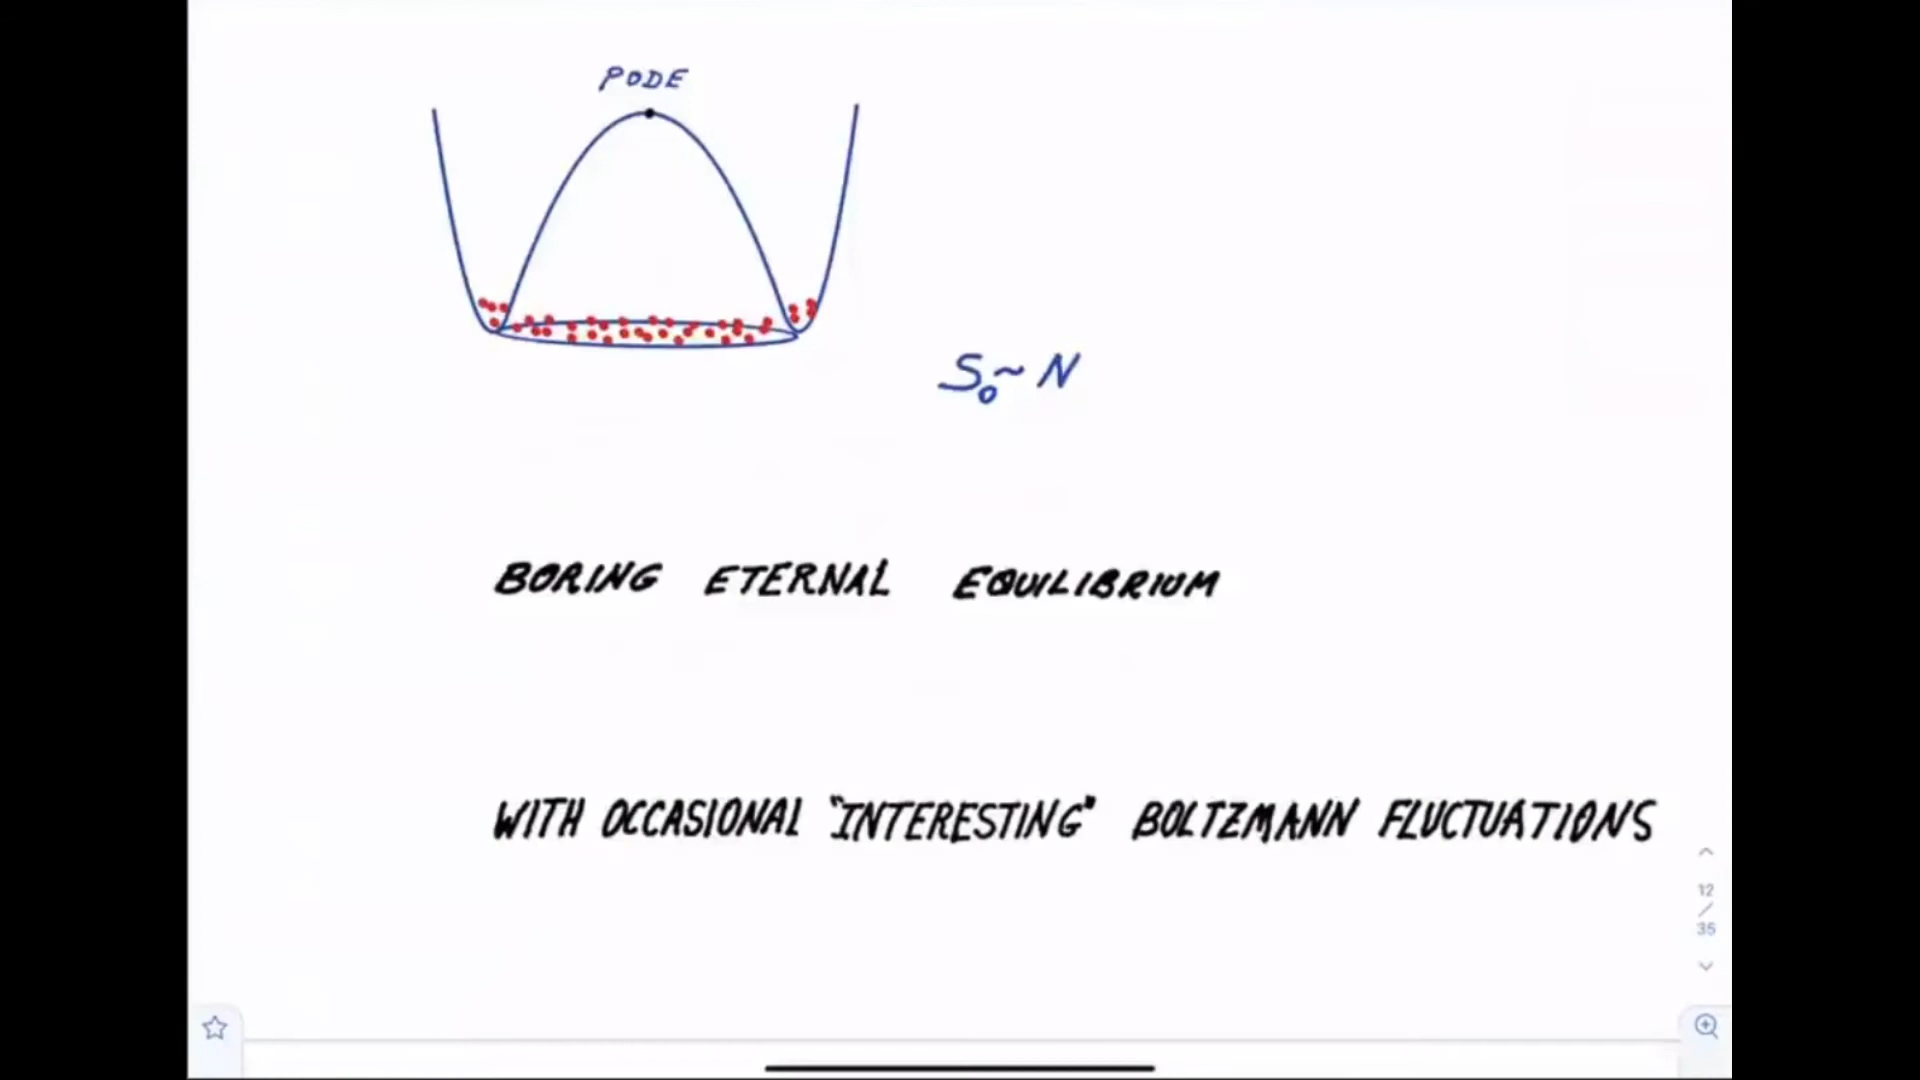 PODE
S₀ ~ N
BORING ETERNAL EQUILIBRIUM
WITH OCCASIONAL "INTERESTING" BOLTZMANN FLUCTUATIONS
12
/
35